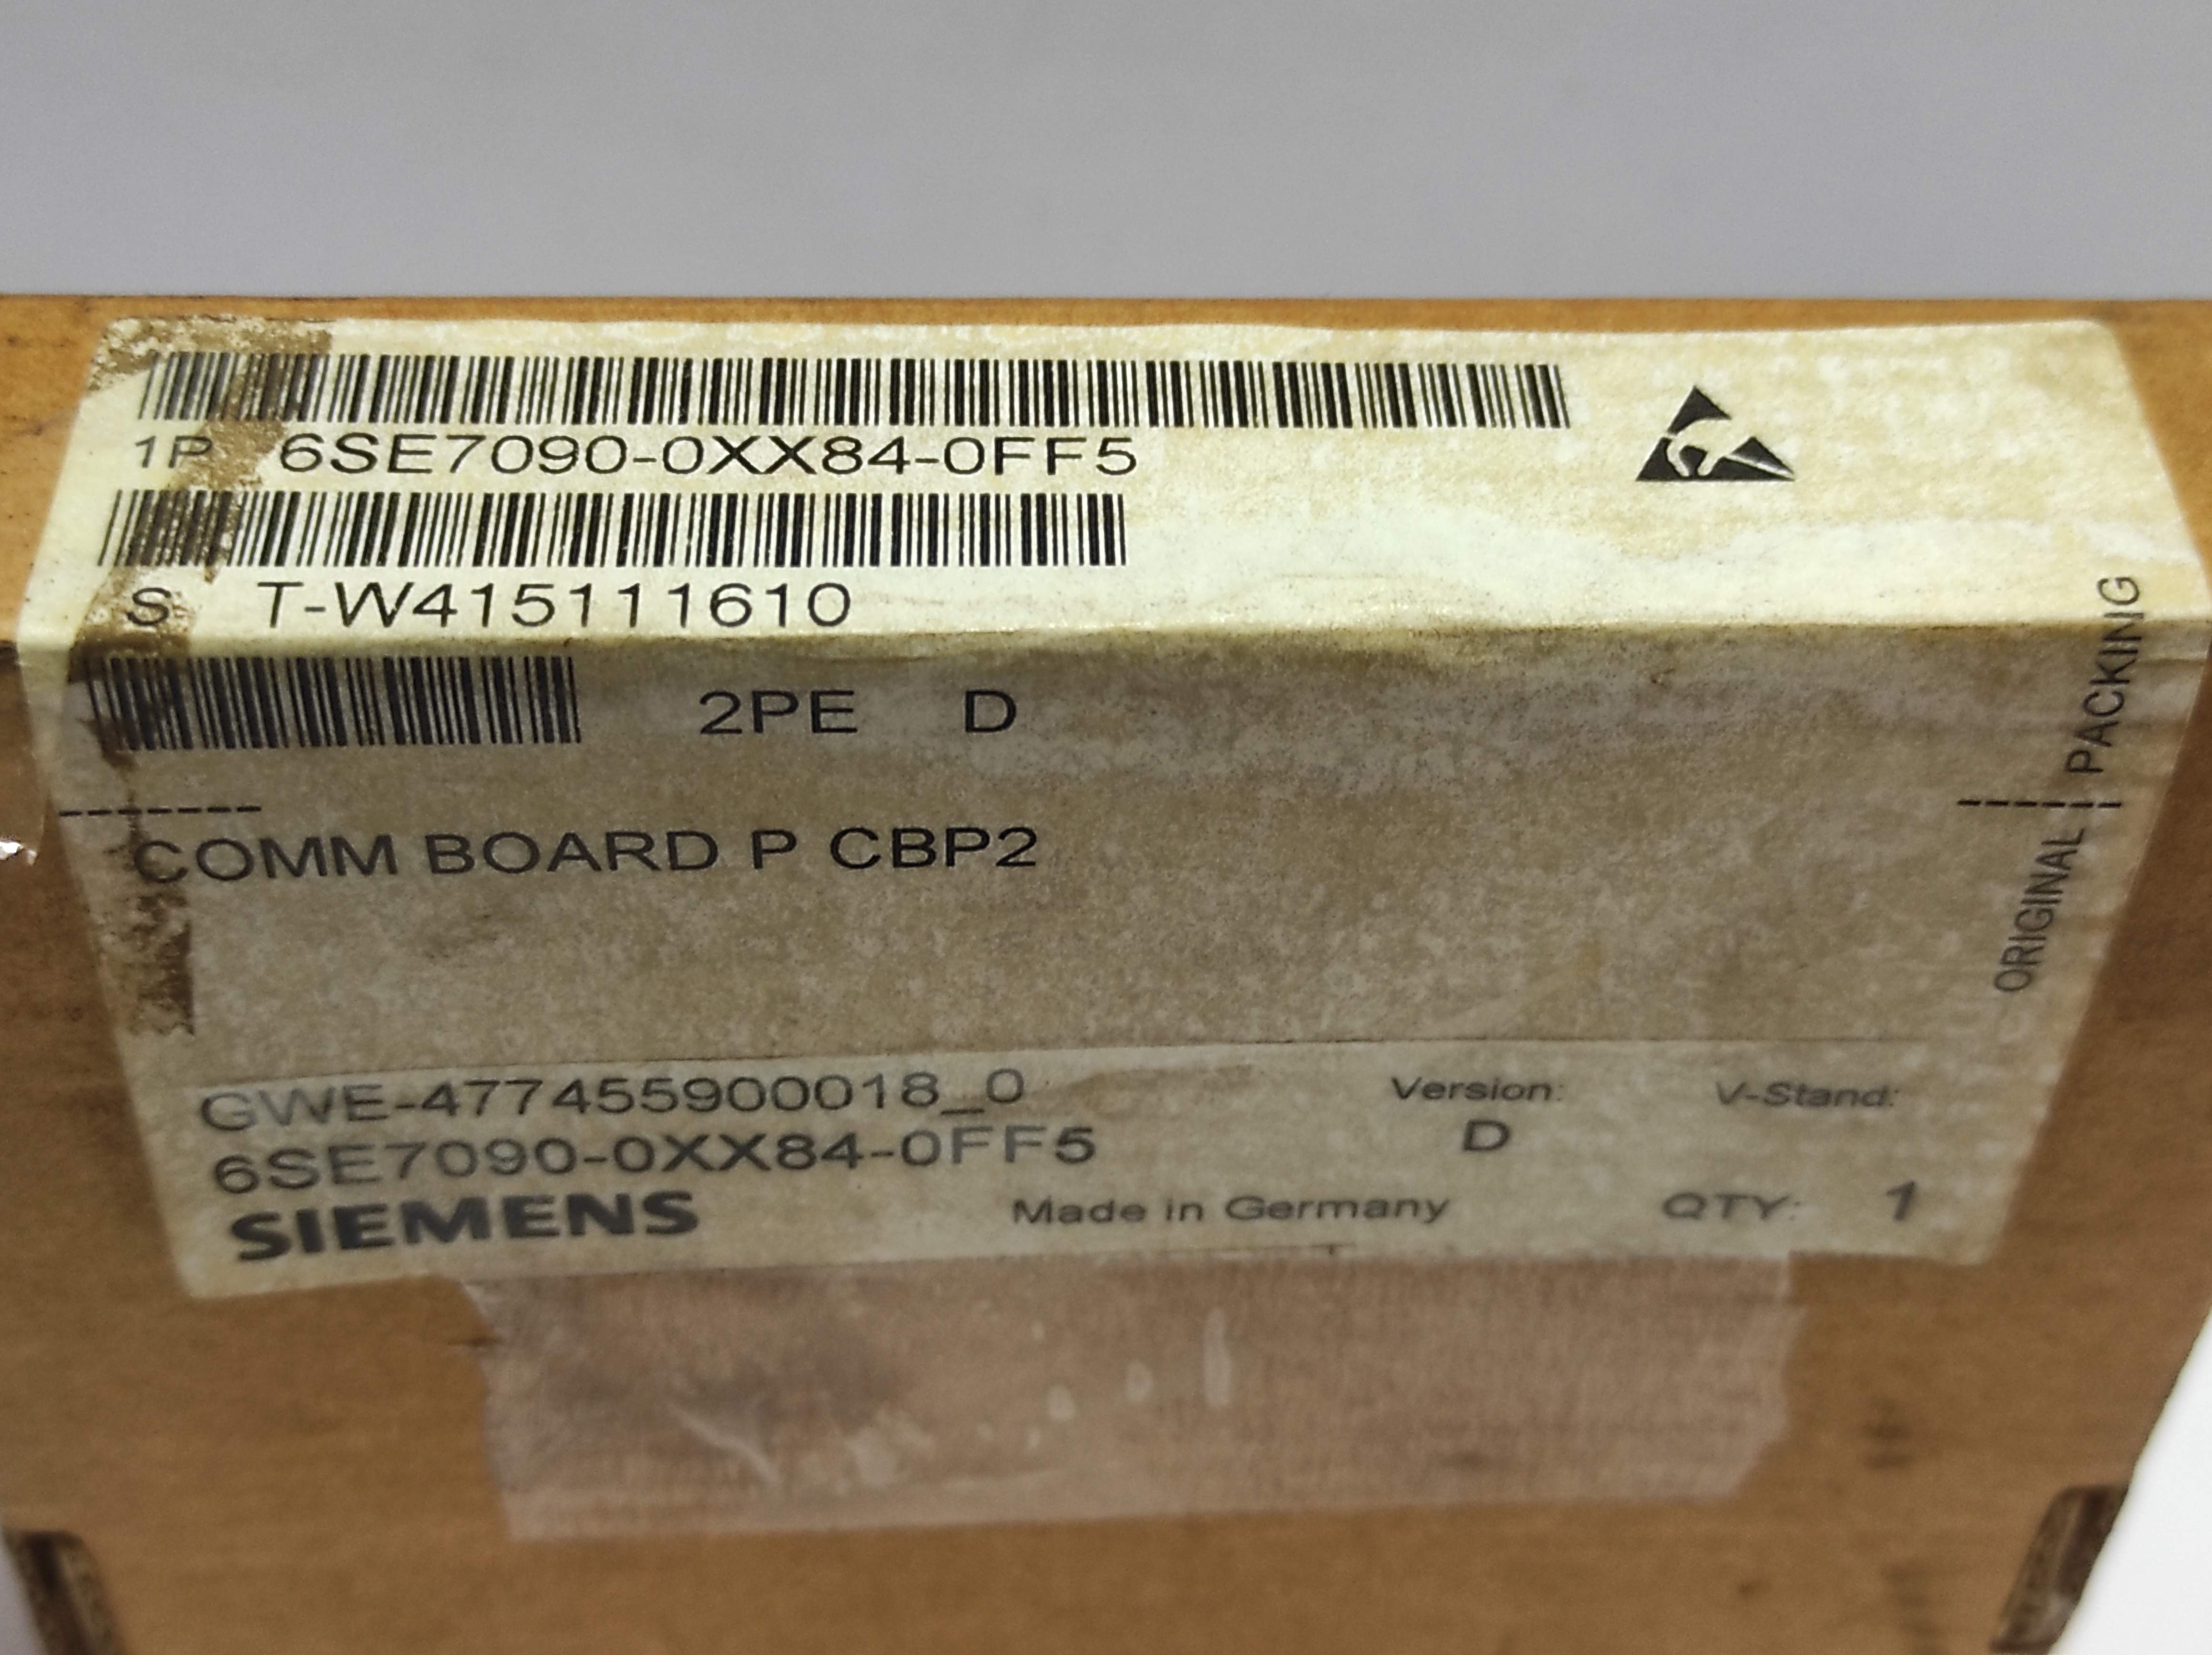 1P 6SE7090-0XX84-0FF5
S T-W415111610
2PE D
COMM BOARD P CBP2
ORIGINAL PACKING
GWE-477455900018_0
6SE7090-0XX84-0FF5
Version: D
V-Stand:
SIEMENS
Made in Germany
QTY: 1